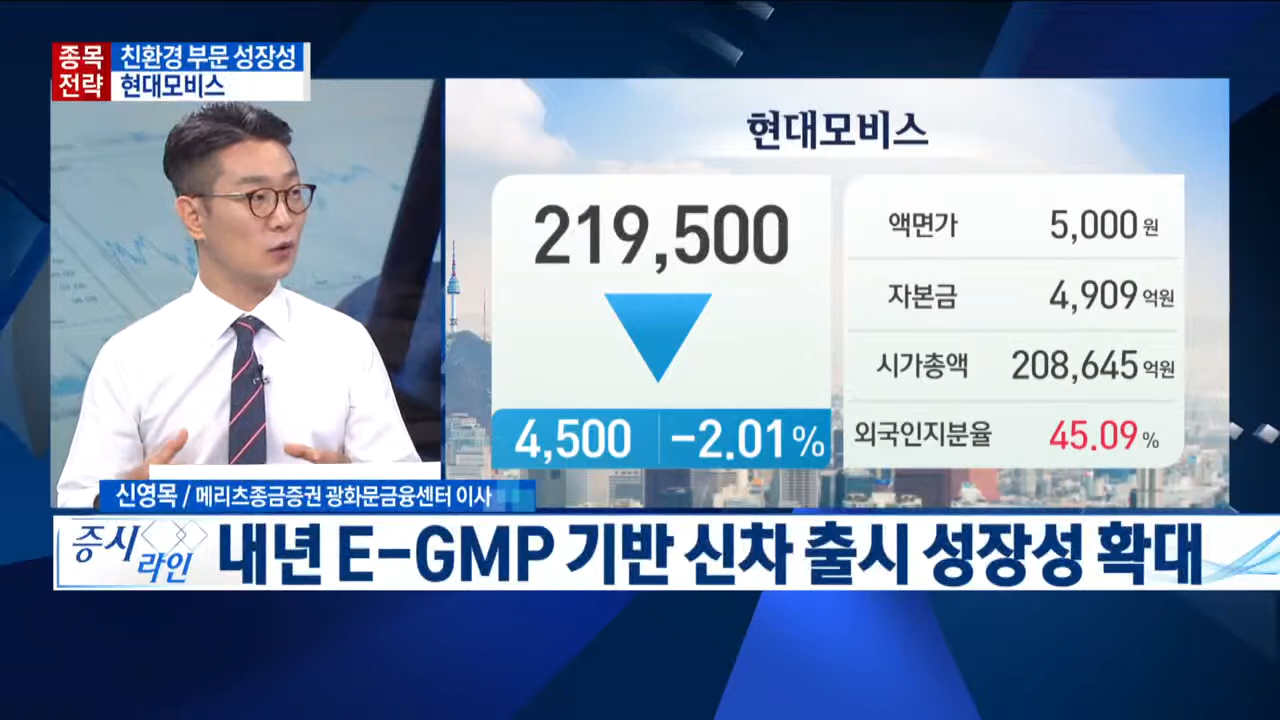 종목
전략
친환경 부문 성장성
현대모비스
현대모비스
219,500
4,500 -2.01%
액면가 5,000원
자본금 4,909억원
시가총액 208,645억원
외국인지분율 45.09%
신영목 / 메리츠종금증권 광화문금융센터 이사
증시
라인
내년 E-GMP 기반 신차 출시 성장성 확대